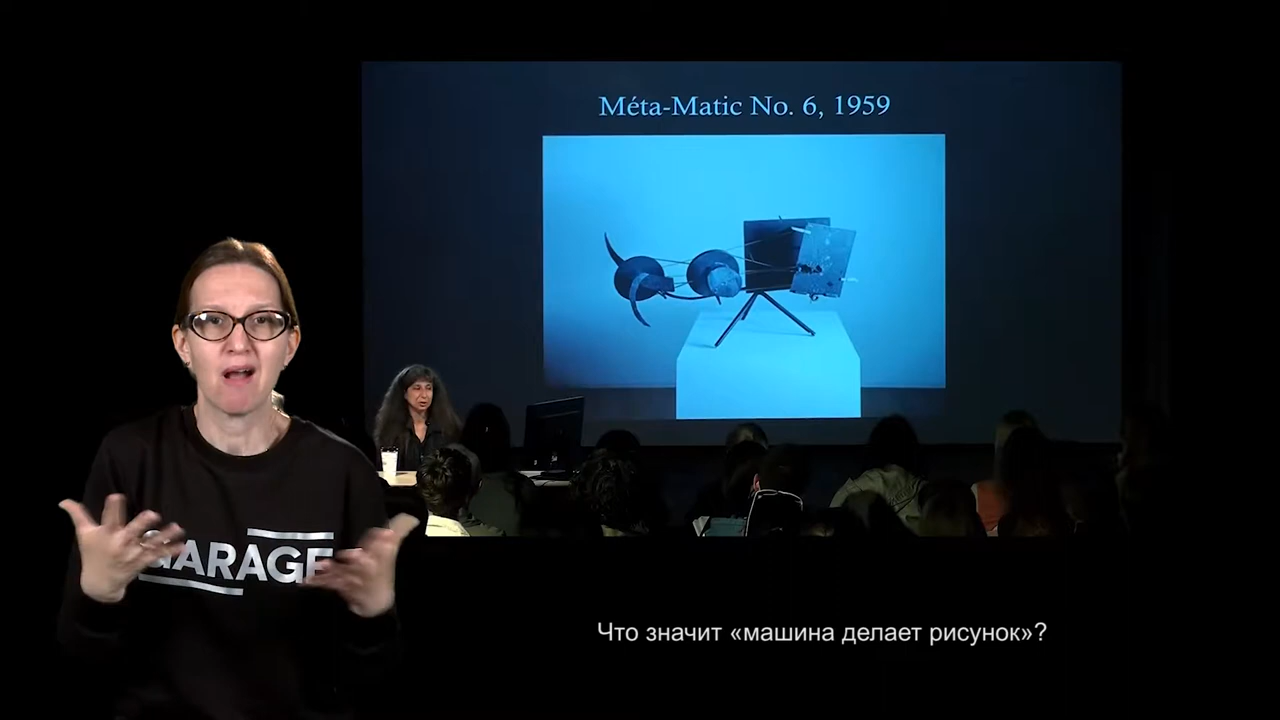 Méta-Matic No. 6, 1959
GARAGE
Что значит «машина делает рисунок»?